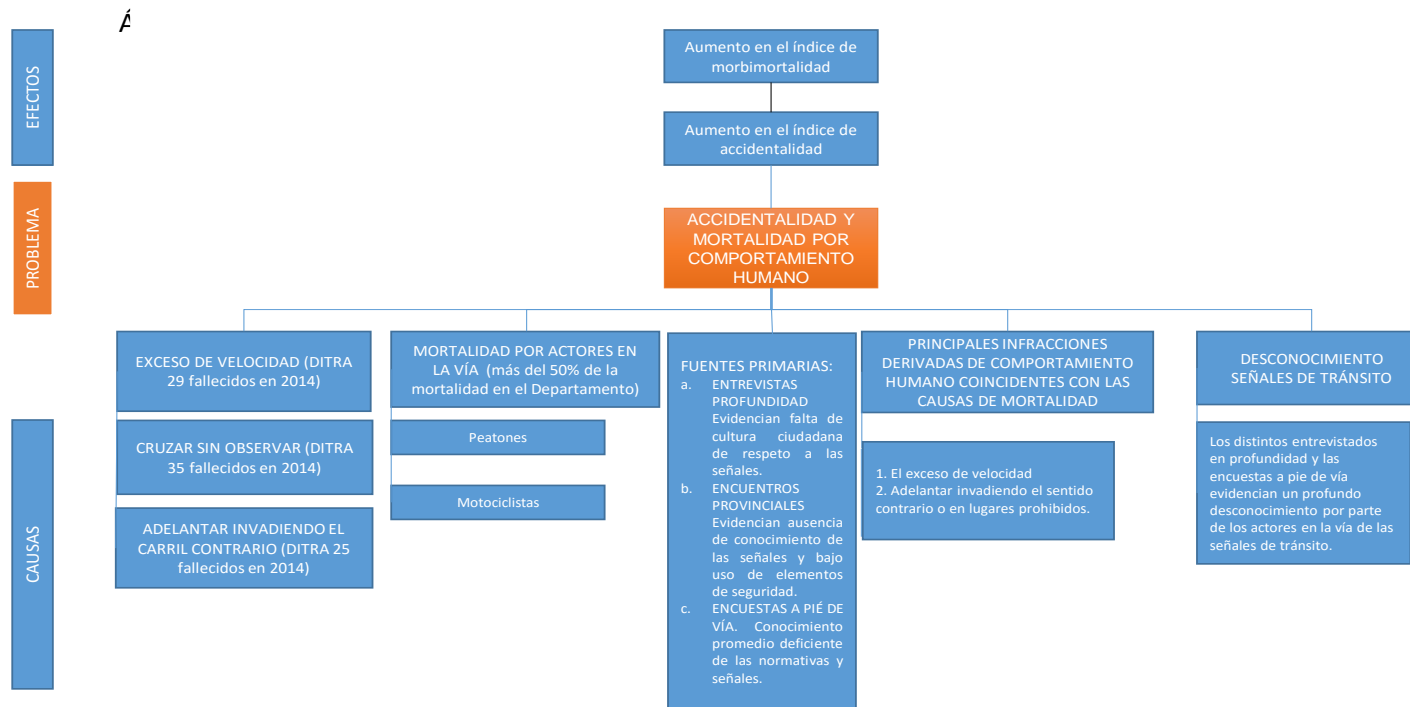 Á
EFECTOS
Aumento en el índice de
morbimortalidad
Aumento en el índice de
accidentalidad
PROBLEMA
ACCIDENTALIDAD Y
MORTALIDAD POR
COMPORTAMIENTO
HUMANO
CAUSAS
EXCESO DE VELOCIDAD (DITRA
29 fallecidos en 2014)
CRUZAR SIN OBSERVAR (DITRA
35 fallecidos en 2014)
ADELANTAR INVADIENDO EL
CARRIL CONTRARIO (DITRA 25
fallecidos en 2014)
MORTALIDAD POR ACTORES EN
LA VÍA (más del 50% de la
mortalidad en el Departamento)
Peatones
Motociclistas
FUENTES PRIMARIAS:
a. ENTREVISTAS
PROFUNDIDAD
Evidencian falta de
cultura ciudadana
de respeto a las
señales.
b. ENCUENTROS
PROVINCIALES
Evidencian ausencia
de conocimiento de
las señales y bajo
uso de elementos
de seguridad.
c. ENCUESTAS A PIÉ DE
VÍA. Conocimiento
promedio deficiente
de las normativas y
señales.
PRINCIPALES INFRACCIONES
DERIVADAS DE COMPORTAMIENTO
HUMANO COINCIDENTES CON LAS
CAUSAS DE MORTALIDAD
1. El exceso de velocidad
2. Adelantar invadiendo el sentido
contrario o en lugares prohibidos.
DESCONOCIMIENTO
SEÑALES DE TRÁNSITO
Los distintos entrevistados
en profundidad y las
encuestas a pie de vía
evidencian un profundo
desconocimiento por parte
de los actores en la vía de las
señales de tránsito.